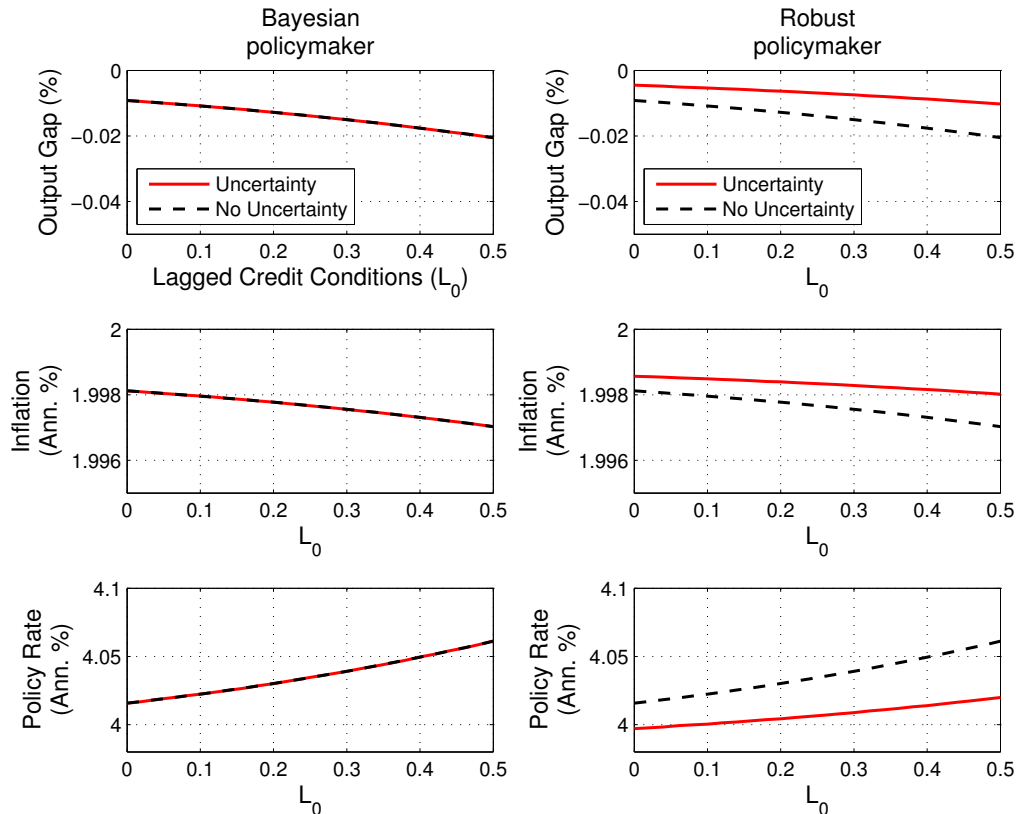 Bayesian
policymaker
0
−0.02
−0.04
Output Gap (%)
Uncertainty
No Uncertainty
0 0.1 0.2 0.3 0.4 0.5
Lagged Credit Conditions (L0)
Robust
policymaker
0
−0.02
−0.04
Output Gap (%)
Uncertainty
No Uncertainty
0 0.1 0.2 0.3 0.4 0.5
L0
2
1.998
1.996
Inflation
(Ann. %)
0 0.1 0.2 0.3 0.4 0.5
L0
2
1.998
1.996
Inflation
(Ann. %)
0 0.1 0.2 0.3 0.4 0.5
L0
4.1
4.05
4
Policy Rate
(Ann. %)
0 0.1 0.2 0.3 0.4 0.5
L0
4.1
4.05
4
Policy Rate
(Ann. %)
0 0.1 0.2 0.3 0.4 0.5
L0